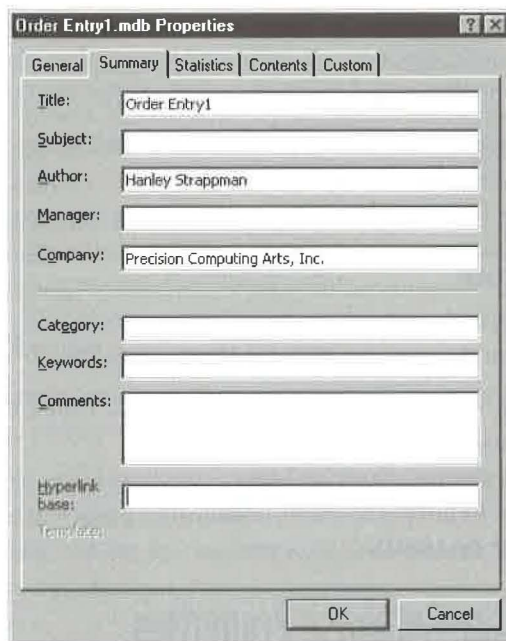 Order Entry1.mdb Properties
General Summary Statistics Contents Custom
Title: Order Entry1
Subject:
Author: Hanley Strappman
Manager:
Company: Precision Computing Arts, Inc.
Category:
Keywords:
Comments:
Hyperlink
base:
Template:
OK Cancel